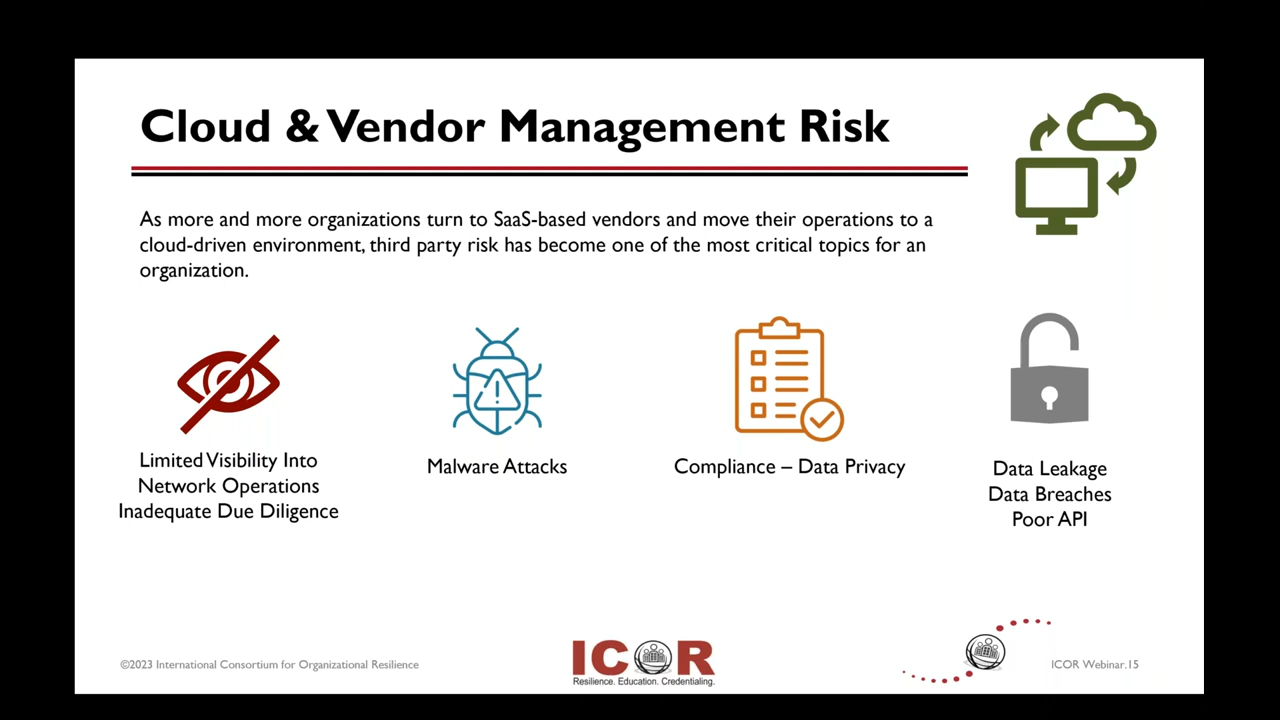 Cloud & Vendor Management Risk
As more and more organizations turn to SaaS-based vendors and move their operations to a
cloud-driven environment, third party risk has become one of the most critical topics for an
organization.
Limited Visibility Into
Network Operations
Inadequate Due Diligence
Malware Attacks
Compliance – Data Privacy
Data Leakage
Data Breaches
Poor API
©2023 International Consortium for Organizational Resilience
ICOR
Resilience. Education. Credentialing.
ICOR Webinar.15